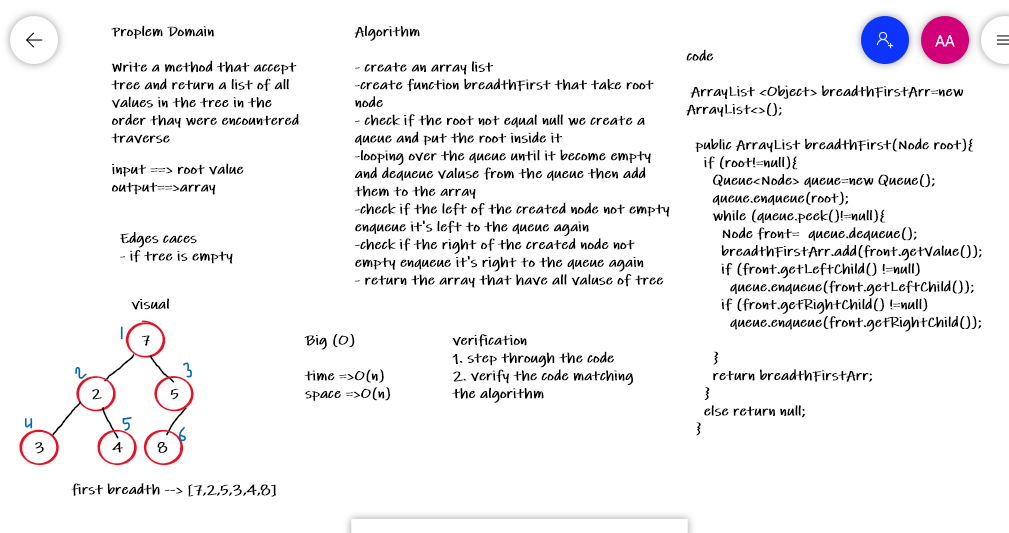 Proplem Domain
Write a method that accept
tree and return a list of all
values in the tree in the
order thay were encountered
traverse
input ==> root value
output==>array
Edges caces
- if tree is empty
visual
1
7
2
3
2
5
4
5
6
3
4
8
first breadth --> [7,2,5,3,4,8]
Algorithm
- create an array list
-create function breadthFirst that take root
node
- check if the root not equal null we create a
queue and put the root inside it
-looping over the queue until it become empty
and dequeue valuse from the queue then add
them to the array
-check if the left of the created node not empty
enqueue it's left to the queue again
-check if the right of the created node not
empty enqueue it's right to the queue again
- return the array that have all valuse of tree
Big (O)
time =>O(n)
space =>O(n)
verification
1. step through the code
2. verify the code matching
the algorithm
AA
code
ArrayList <Object> breadthFirstArr=new
ArrayList<>();
public ArrayList breadthFirst(Node root){
if (root!=null){
Queue<Node> queue=new Queue();
queue.enqueue(root);
while (queue.peek()!=null){
Node front= queue.dequeue();
breadthFirstArr.add(front.getValue());
if (front.getLeftChild() !=null)
queue.enqueue(front.getLeftChild());
if (front.getRightChild() !=null)
queue.enqueue(front.getRightChild());
}
return breadthFirstArr;
}
else return null;
}